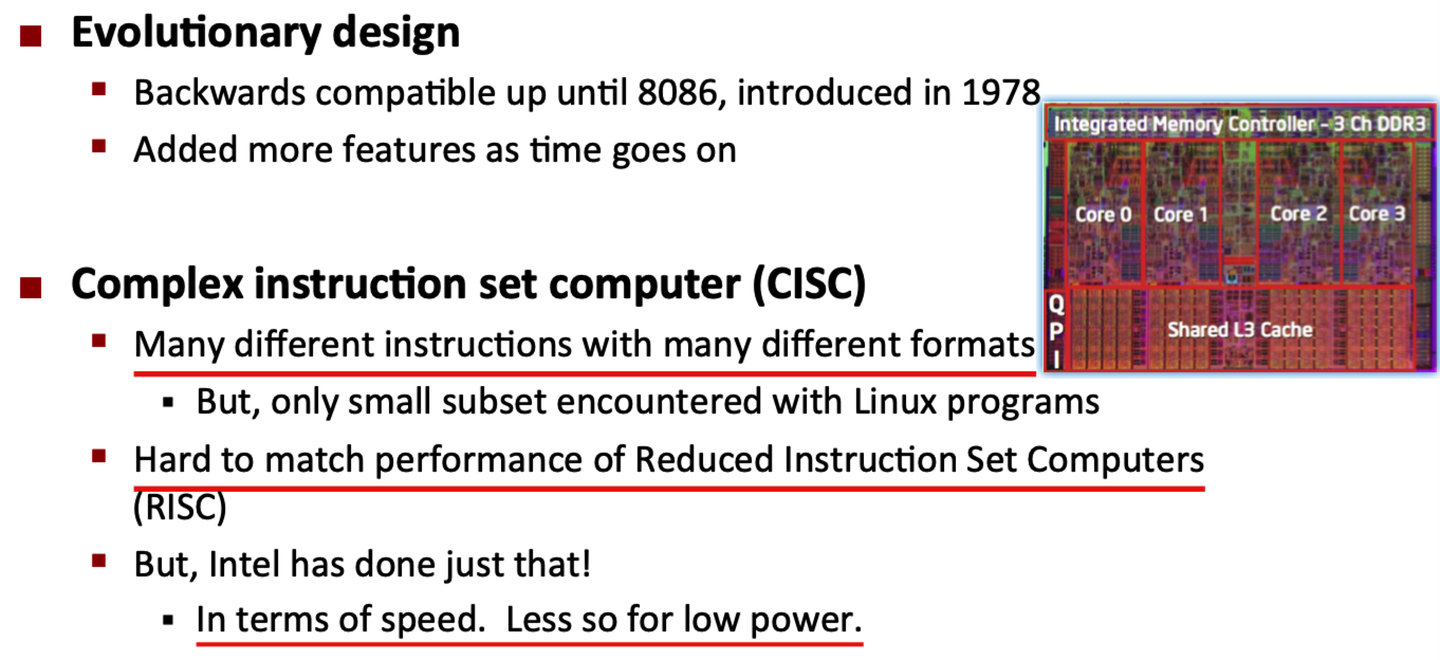 Evolutionary design
Backwards compatible up until 8086, introduced in 1978
Added more features as time goes on
Integrated Memory Controller - 3 Ch DDR3
Core 0 Core 1 Core 2 Core 3
Q
P
I
Shared L3 Cache
Complex instruction set computer (CISC)
Many different instructions with many different formats
But, only small subset encountered with Linux programs
Hard to match performance of Reduced Instruction Set Computers
(RISC)
But, Intel has done just that!
In terms of speed.  Less so for low power.